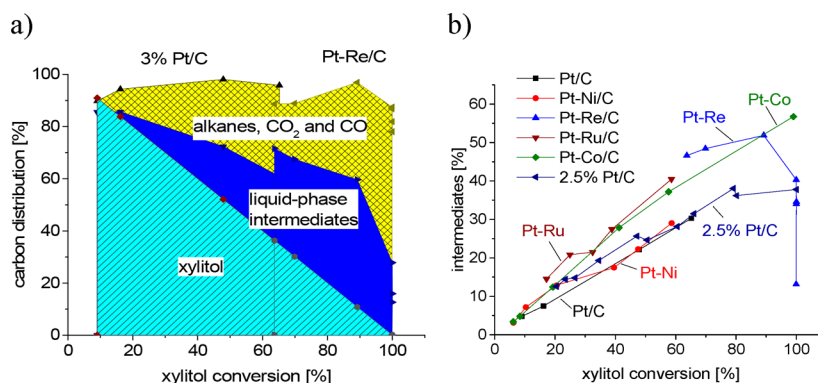 a)
3% Pt/C
Pt-Re/C
100
80
60
40
20
0
carbon distribution [%]
alkanes, CO₂ and CO
liquid-phase
intermediates
xylitol
0 20 40 60 80 100
xylitol conversion [%]
b)
Pt/C
Pt-Ni/C
Pt-Re/C
Pt-Ru/C
Pt-Co/C
2.5% Pt/C
60
50
40
30
20
10
0
intermediates [%]
Pt-Co
Pt-Re
Pt-Ru
2.5% Pt/C
Pt-Ni
Pt/C
0 20 40 60 80 100
xylitol conversion [%]